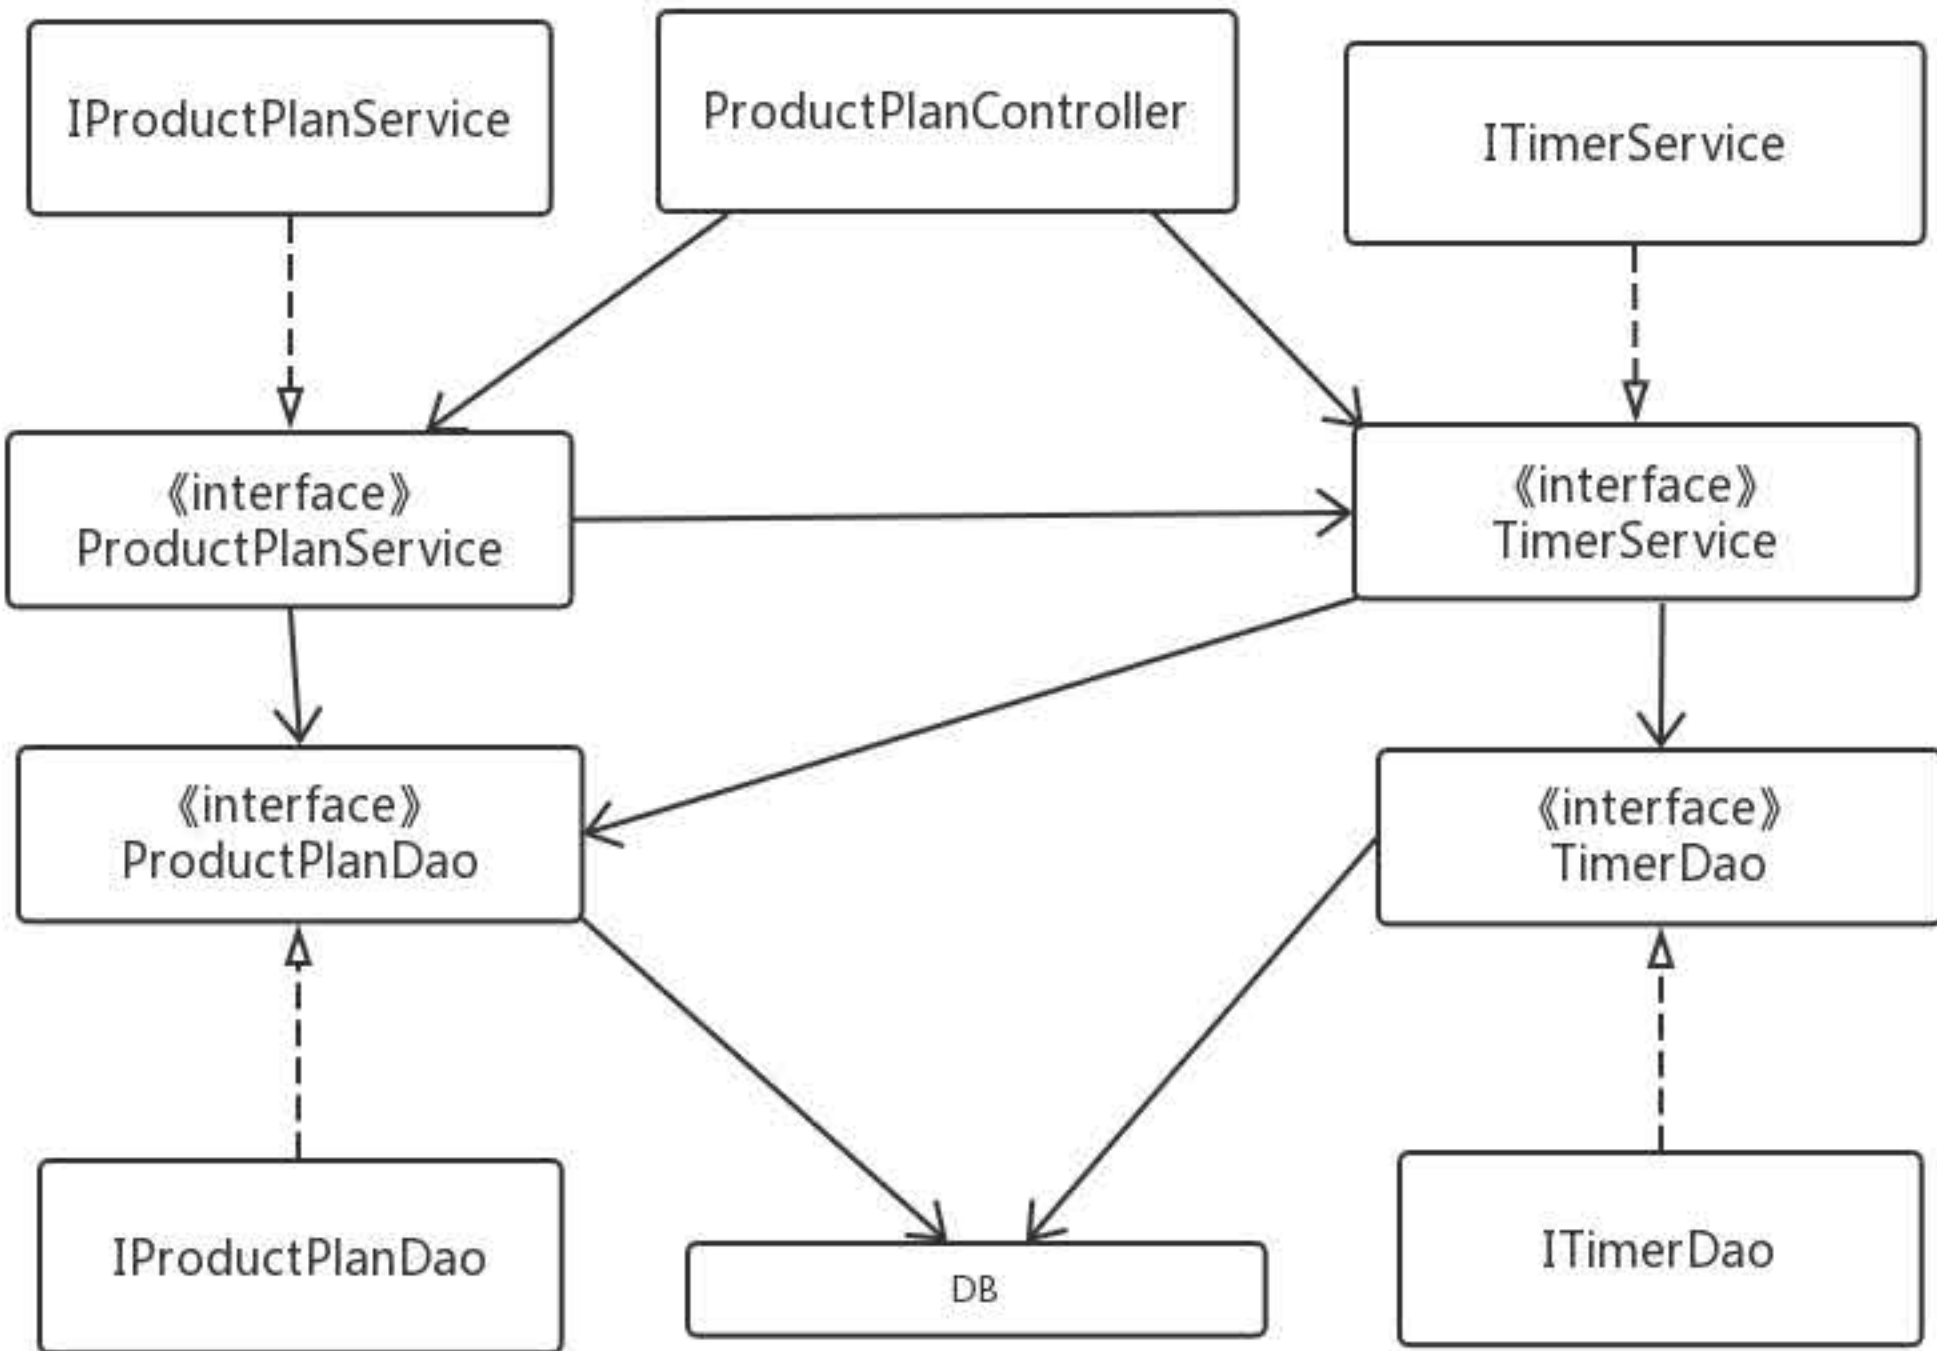 IProductPlanService
ProductPlanController
ITimerService
《interface》
ProductPlanService
《interface》
TimerService
《interface》
ProductPlanDao
《interface》
TimerDao
IProductPlanDao
DB
ITimerDao